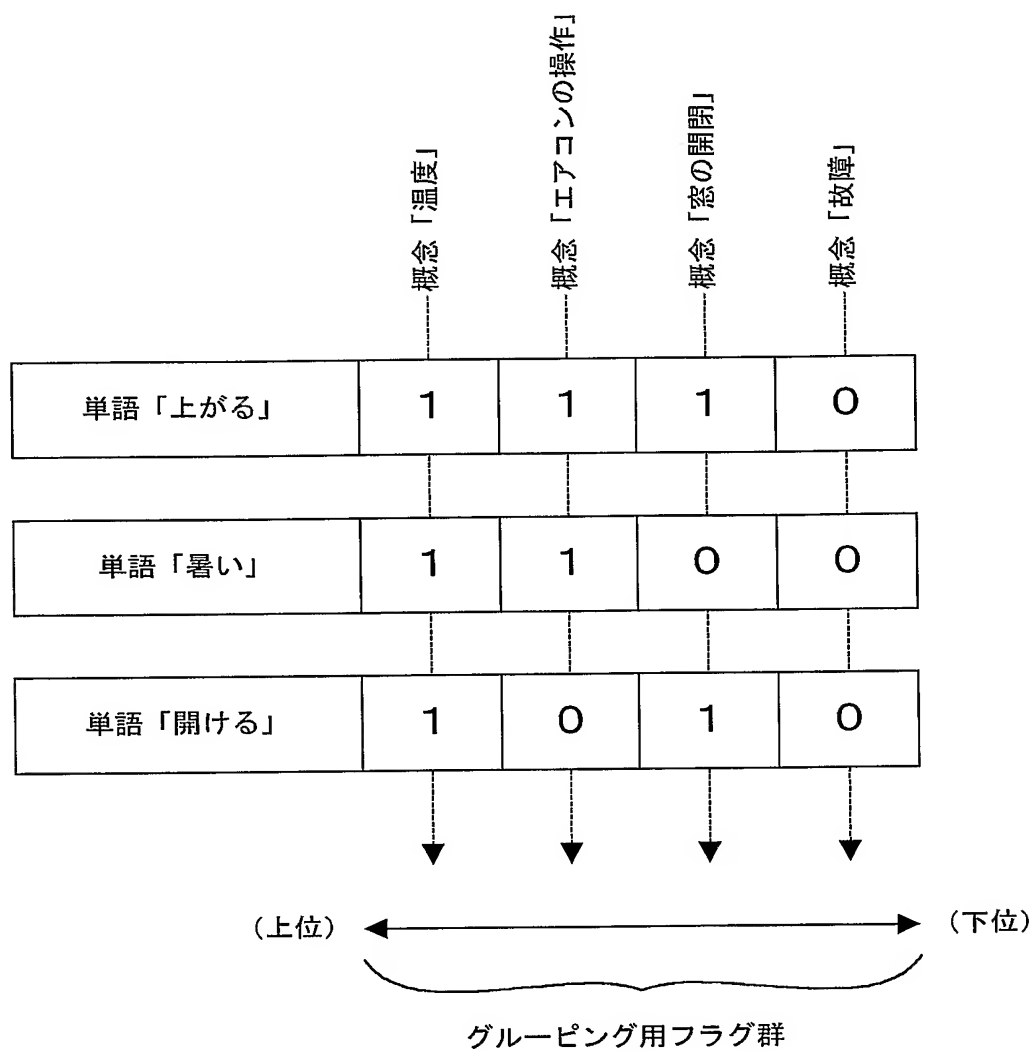 概念「温度」
概念「エアコンの操作」
概念「窓の開閉」
概念「故障」
単語「上がる」 1 1 1 0
単語「暑い」 1 1 0 0
単語「開ける」 1 0 1 0
(上位) (下位)
グルーピング用フラグ群